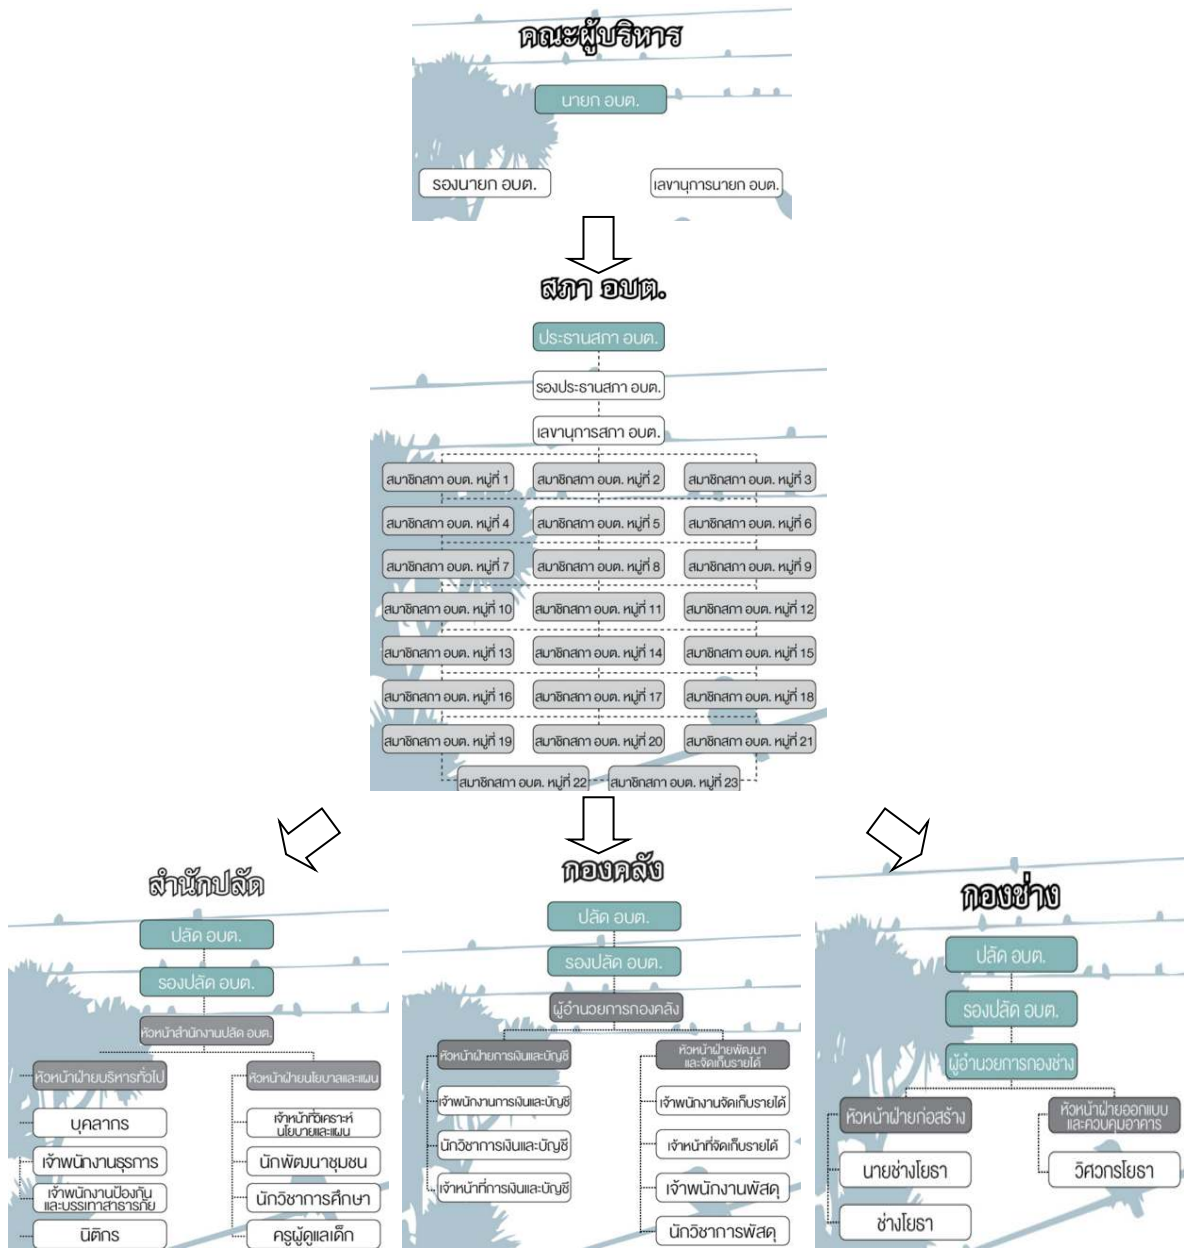 คณะผู้บริหาร
นายก อบต.
รองนายก อบต.
เลขานุการนายก อบต.
สภา อบต.
ประธานสภา อบต.
รองประธานสภา อบต.
เลขานุการสภา อบต.
สมาชิกสภา อบต. หมู่ที่ 1
สมาชิกสภา อบต. หมู่ที่ 2
สมาชิกสภา อบต. หมู่ที่ 3
สมาชิกสภา อบต. หมู่ที่ 4
สมาชิกสภา อบต. หมู่ที่ 5
สมาชิกสภา อบต. หมู่ที่ 6
สมาชิกสภา อบต. หมู่ที่ 7
สมาชิกสภา อบต. หมู่ที่ 8
สมาชิกสภา อบต. หมู่ที่ 9
สมาชิกสภา อบต. หมู่ที่ 10
สมาชิกสภา อบต. หมู่ที่ 11
สมาชิกสภา อบต. หมู่ที่ 12
สมาชิกสภา อบต. หมู่ที่ 13
สมาชิกสภา อบต. หมู่ที่ 14
สมาชิกสภา อบต. หมู่ที่ 15
สมาชิกสภา อบต. หมู่ที่ 16
สมาชิกสภา อบต. หมู่ที่ 17
สมาชิกสภา อบต. หมู่ที่ 18
สมาชิกสภา อบต. หมู่ที่ 19
สมาชิกสภา อบต. หมู่ที่ 20
สมาชิกสภา อบต. หมู่ที่ 21
สมาชิกสภา อบต. หมู่ที่ 22
สมาชิกสภา อบต. หมู่ที่ 23
สำนักปลัด
ปลัด อบต.
รองปลัด อบต.
หัวหน้าสำนักงานปลัด อบต.
หัวหน้าฝ่ายบริหารทั่วไป
บุคลากร
เจ้าพนักงานธุรการ
เจ้าพนักงานป้องกัน
และบรรเทาสาธารภัย
นิติกร
หัวหน้าฝ่ายนโยบาลและแผน
เจ้าหน้าที่วิเคราะห์
นโยบายและแผน
นักพัฒนาชุมชน
นักวิชาการศึกษา
ครูผู้ดูแลเด็ก
กองคลัง
ปลัด อบต.
รองปลัด อบต.
ผู้อำนวยการกองคลัง
หัวหน้าฝ่ายการเงินและบัญชี
เจ้าพนักงานการเงินและบัญชี
นักวิชาการเงินและบัญชี
เจ้าหน้าที่การเงินและบัญชี
หัวหน้าฝ่ายพัฒนา
และจัดเก็บรายได้
เจ้าพนักงานจัดเก็บรายได้
เจ้าหน้าที่จัดเก็บรายได้
เจ้าพนักงานพัสดุ
นักวิชาการพัสดุ
กองช่าง
ปลัด อบต.
รองปลัด อบต.
ผู้อำนวยการกองช่าง
หัวหน้าฝ่ายก่อสร้าง
นายช่างโยธา
ช่างโยธา
หัวหน้าฝ่ายออกแบบ
และควบคุมอาคาร
วิศวกรโยธา